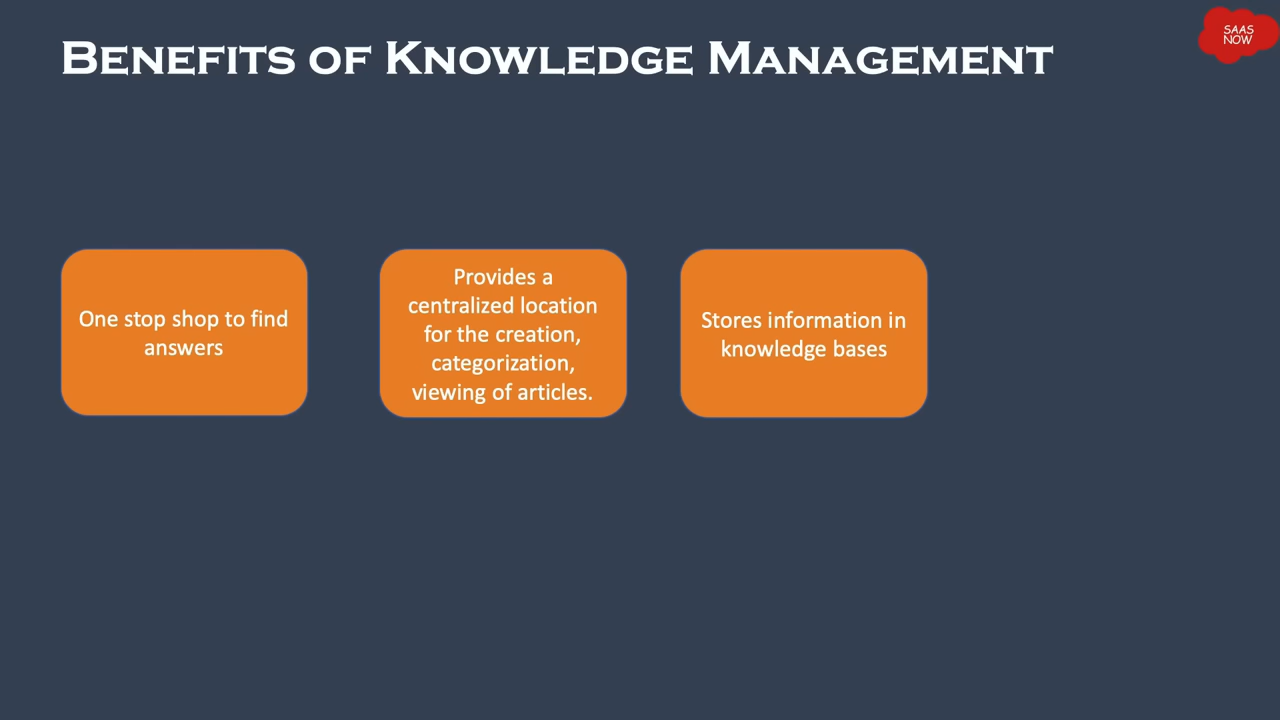 Benefits of Knowledge Management
SAAS
NOW
One stop shop to find
answers
Provides a
centralized location
for the creation,
categorization,
viewing of articles.
Stores information in
knowledge bases